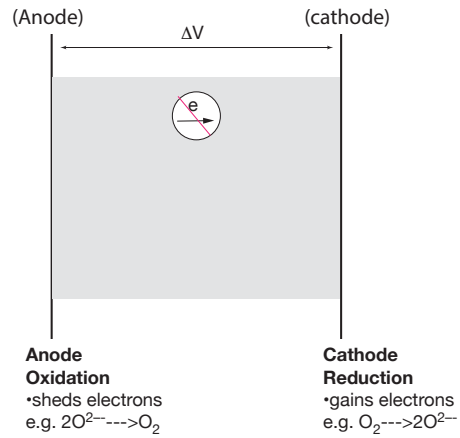 (Anode) (cathode)
ΔV
e
Anode
Oxidation
•sheds electrons
e.g. 2O²⁻--->O₂
Cathode
Reduction
•gains electrons
e.g. O₂--->2O²⁻